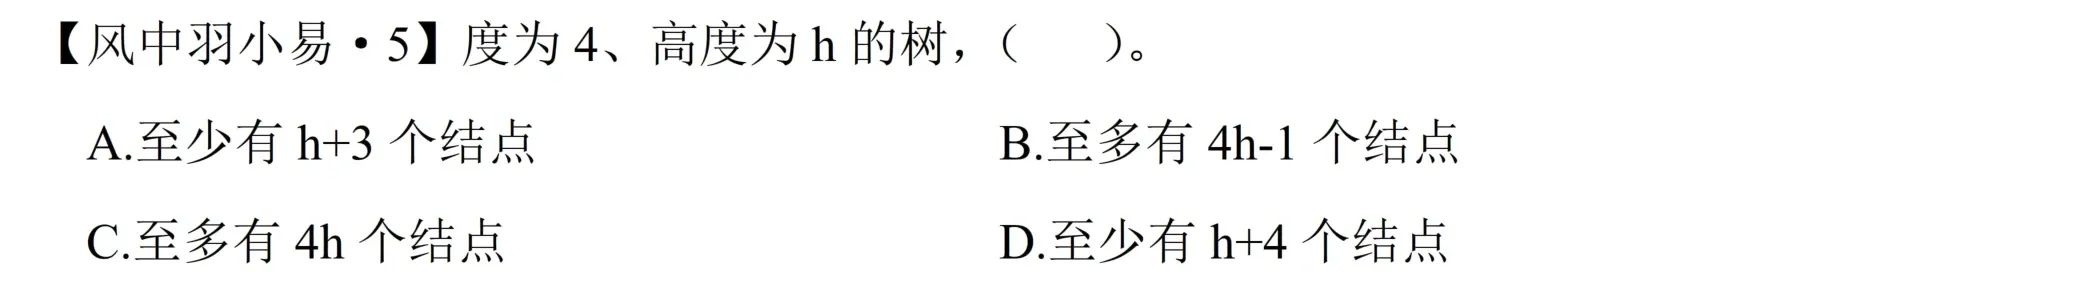 【风中羽小易·5】度为 4、高度为 h 的树，（ ）。
A.至少有 h+3 个结点 B.至多有 4h-1 个结点
C.至多有 4h 个结点 D.至少有 h+4 个结点